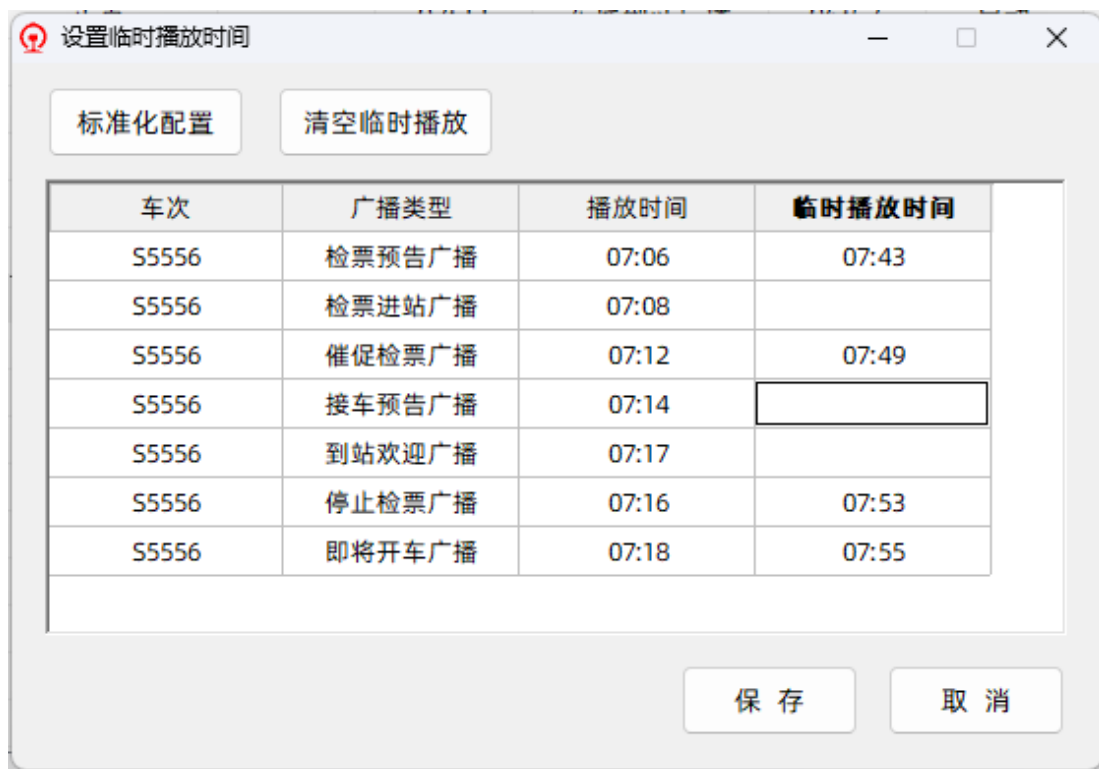 设置临时播放时间
标准化配置 清空临时播放
车次 广播类型 播放时间 临时播放时间
S5556 检票预告广播 07:06 07:43
S5556 检票进站广播 07:08
S5556 催促检票广播 07:12 07:49
S5556 接车预告广播 07:14
S5556 到站欢迎广播 07:17
S5556 停止检票广播 07:16 07:53
S5556 即将开车广播 07:18 07:55
保存 取消